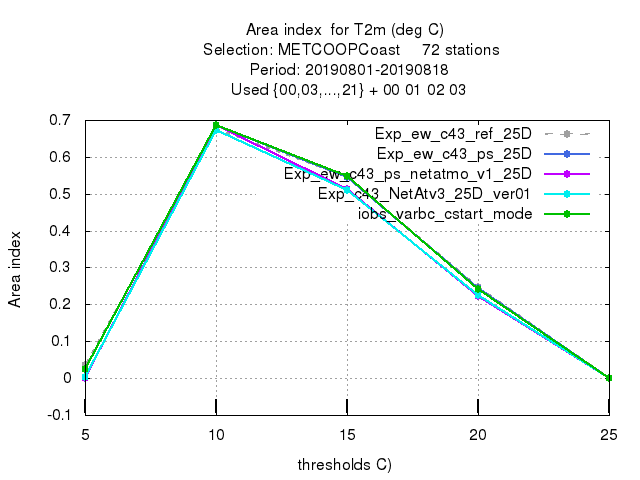 Area index  for T2m (deg C)
Selection: METCOOPCoast     72 stations
Period: 20190801-20190818
Used {00,03,...,21} + 00 01 02 03
Exp_ew_c43_ref_25D
Exp_ew_c43_ps_25D
Exp_ew_c43_ps_netatmo_v1_25D
Exp_c43_NetAtv3_25D_ver01
iobs_varbc_cstart_mode
Area index
0.7
0.6
0.5
0.4
0.3
0.2
0.1
0
-0.1
5 10 15 20 25
thresholds C)